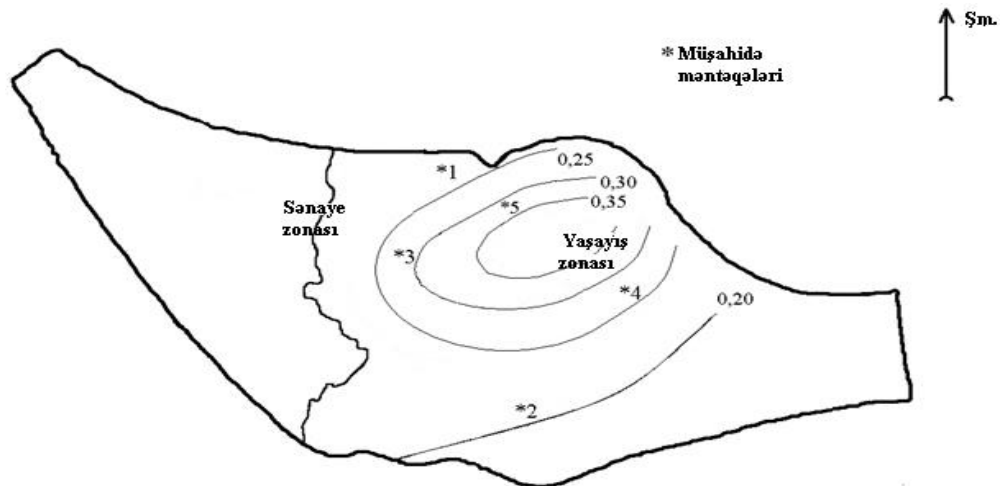 Şm.
* Müşahidə
məntəqələri
*1
0,25
0,30
*5
0,35
Sənaye
zonası
*3
Yaşayış
zonası
*4
0,20
*2